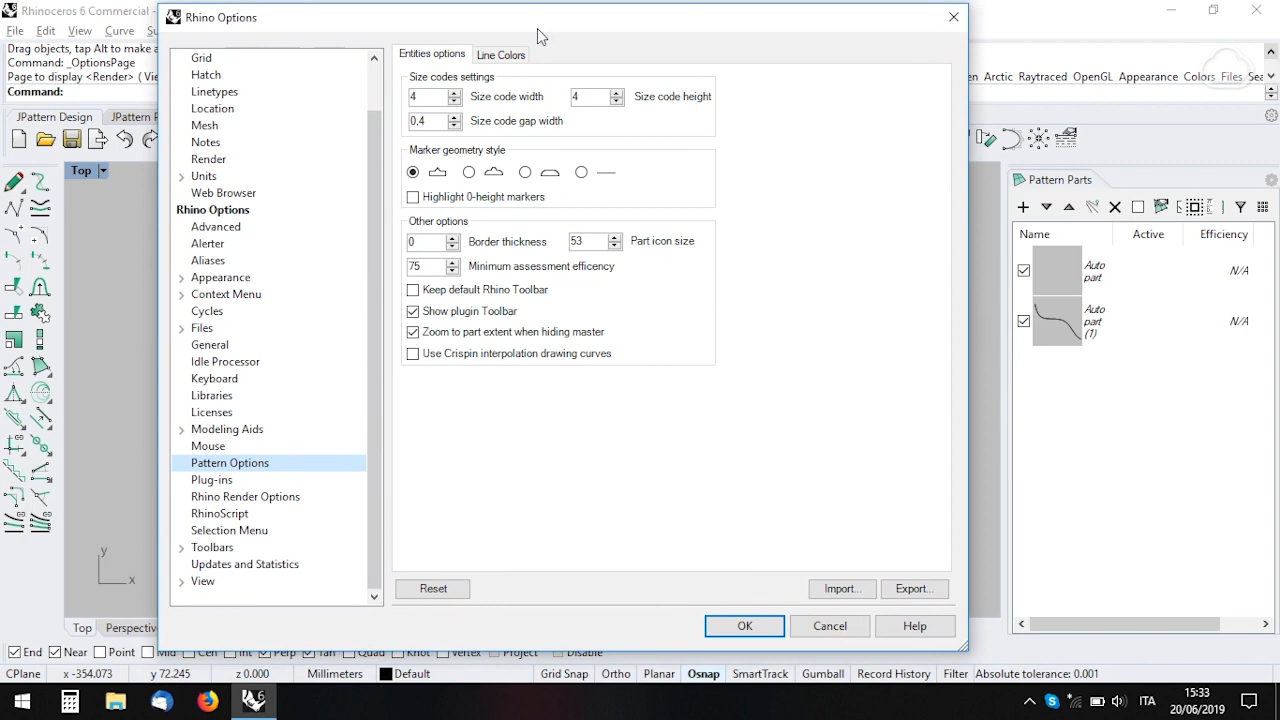 Rhinoceros 6 Commercial
Rhino Options
File Edit View Curve Su
Drag objects, tap Alt to make a
Command: _OptionsPage
Page to display <Render> ( Vi
Command:
en Arctic Raytraced OpenGL Appearance Colors Files Sea
JPattern Design JPattern P
Top
Grid
Hatch
Linetypes
Location
Mesh
Notes
Render
Units
Web Browser
Rhino Options
Advanced
Alerter
Aliases
Appearance
Context Menu
Cycles
Files
General
Idle Processor
Keyboard
Libraries
Licenses
Modeling Aids
Mouse
Pattern Options
Plug-ins
Rhino Render Options
RhinoScript
Selection Menu
Toolbars
Updates and Statistics
View
Entities options Line Colors
Size codes settings
4 Size code width 4 Size code height
0,4 Size code gap width
Marker geometry style
Highlight 0-height markers
Other options
0 Border thickness 53 Part icon size
75 Minimum assessment efficency
Keep default Rhino Toolbar
Show plugin Toolbar
Zoom to part extent when hiding master
Use Crispin interpolation drawing curves
Reset Import... Export...
OK Cancel Help
Pattern Parts
Name Active Efficiency
Auto part N/A
Auto part (1) N/A
y
x
Top Perspectiv
End Near Point Mid Cen Int Perp Tan Quad Knot Vertex Project Disable
CPlane x -354.073 y 72.245 z 0.000 Millimeters Default Grid Snap Ortho Planar Osnap SmartTrack Gumball Record History Filter Absolute tolerance: 0.001
6
ITA
15:33
20/06/2019